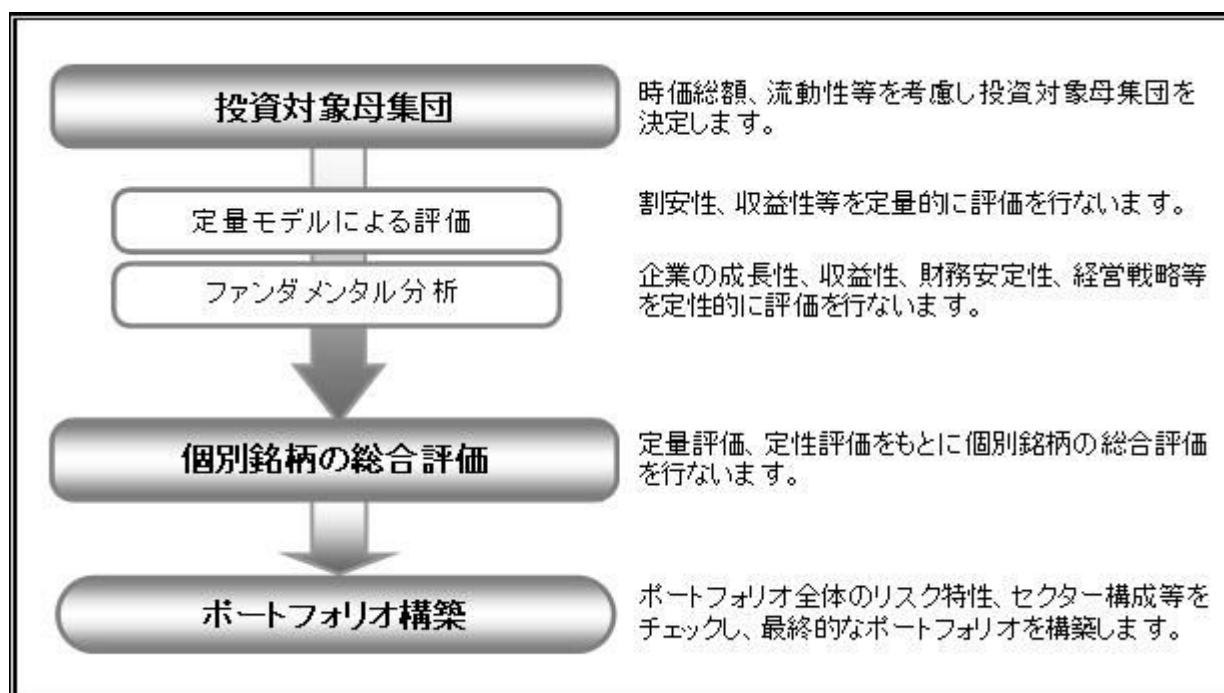 投資対象母集団
時価総額、流動性等を考慮し投資対象母集団を
決定します。
定量モデルによる評価
割安性、収益性等を定量的に評価を行ないます。
ファンダメンタル分析
企業の成長性、収益性、財務安定性、経営戦略等
を定性的に評価を行ないます。
個別銘柄の総合評価
定量評価、定性評価をもとに個別銘柄の総合評価
を行ないます。
ポートフォリオ構築
ポートフォリオ全体のリスク特性、セクター構成等を
チェックし、最終的なポートフォリオを構築します。